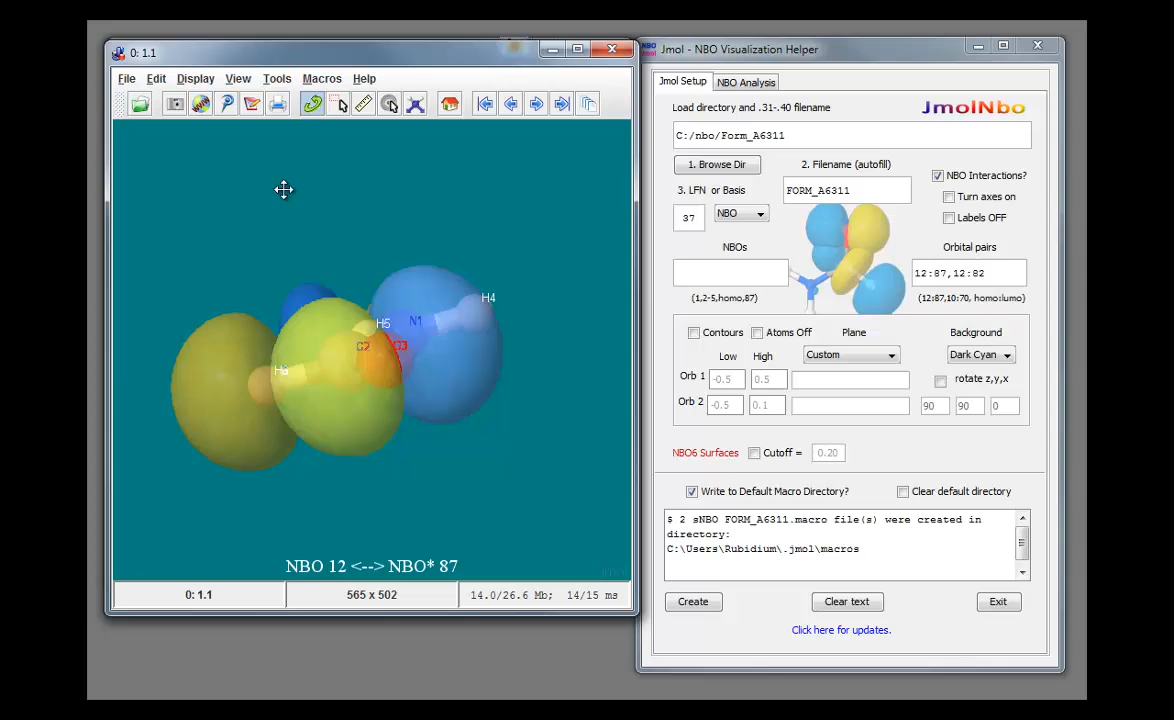 0: 1.1
File Edit Display View Tools Macros Help
H4
H5
N1
O3
NBO 12 <--> NBO* 87
0: 1.1
565 x 502
14.0/26.6 Mb; 14/15 ms
Jmol - NBO Visualization Helper
Jmol Setup
NBO Analysis
Load directory and .31-.40 filename
JmolNbo
C:/nbo/Form_A6311
1. Browse Dir
2. Filename (autofill)
NBO Interactions?
3. LFN or Basis
FORM_A6311
Turn axes on
37
NBO
Labels OFF
NBOs
Orbital pairs
12:87,12:82
(1,2-5,homo,87)
(12:87,10:70, homo:lumo)
Contours
Atoms Off
Plane
Background
Low
High
Custom
Dark Cyan
Orb 1
-0.5
0.5
rotate z,y,x
Orb 2
-0.5
0.1
90
90
0
NBO6 Surfaces
Cutoff =
0.20
Write to Default Macro Directory?
Clear default directory
$ 2 sNBO FORM_A6311.macro file(s) were created in
directory:
C:\Users\Rubidium\.jmol\macros
Create
Clear text
Exit
Click here for updates.